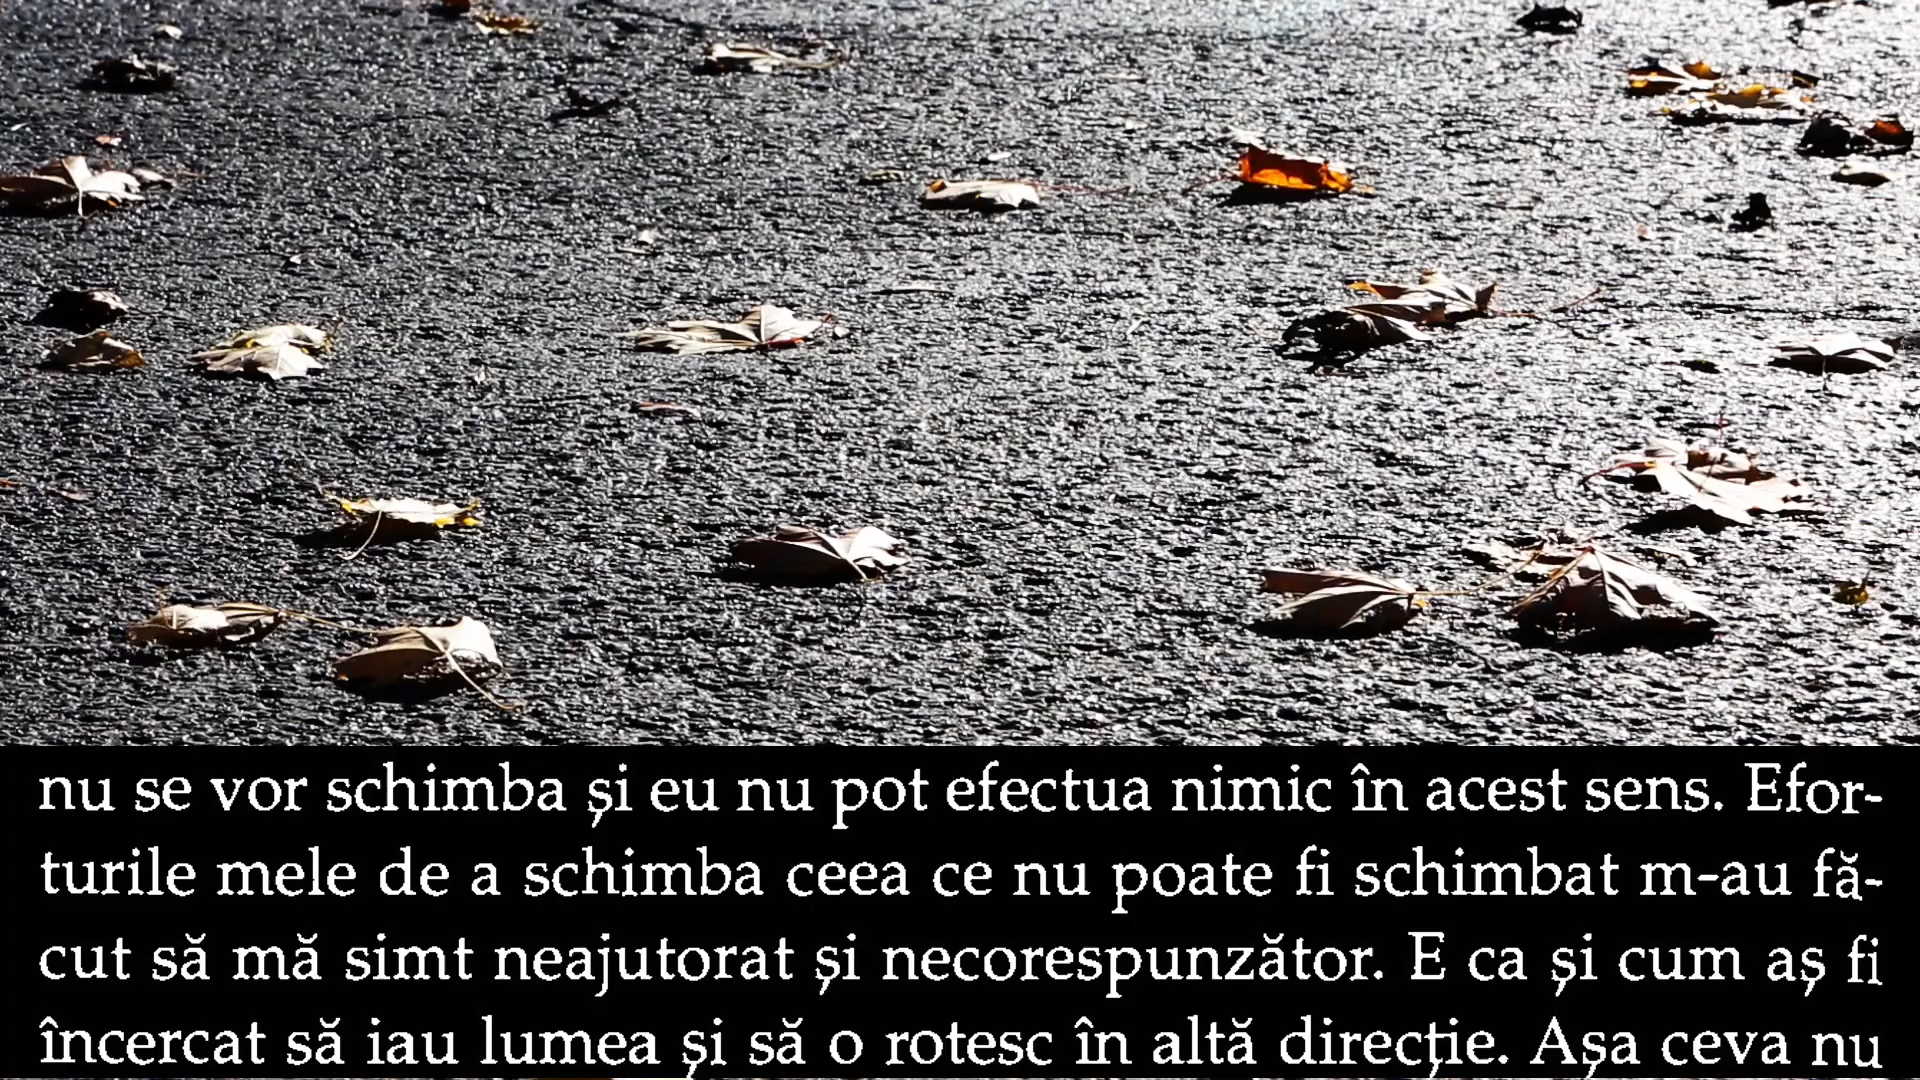 nu se vor schimba și eu nu pot efectua nimic în acest sens. Efor-
turile mele de a schimba ceea ce nu poate fi schimbat m-au fă-
cut să mă simt neajutorat și necorespunzător. E ca și cum aș fi
încercat să iau lumea și să o rotesc în altă direcție. Așa ceva nu